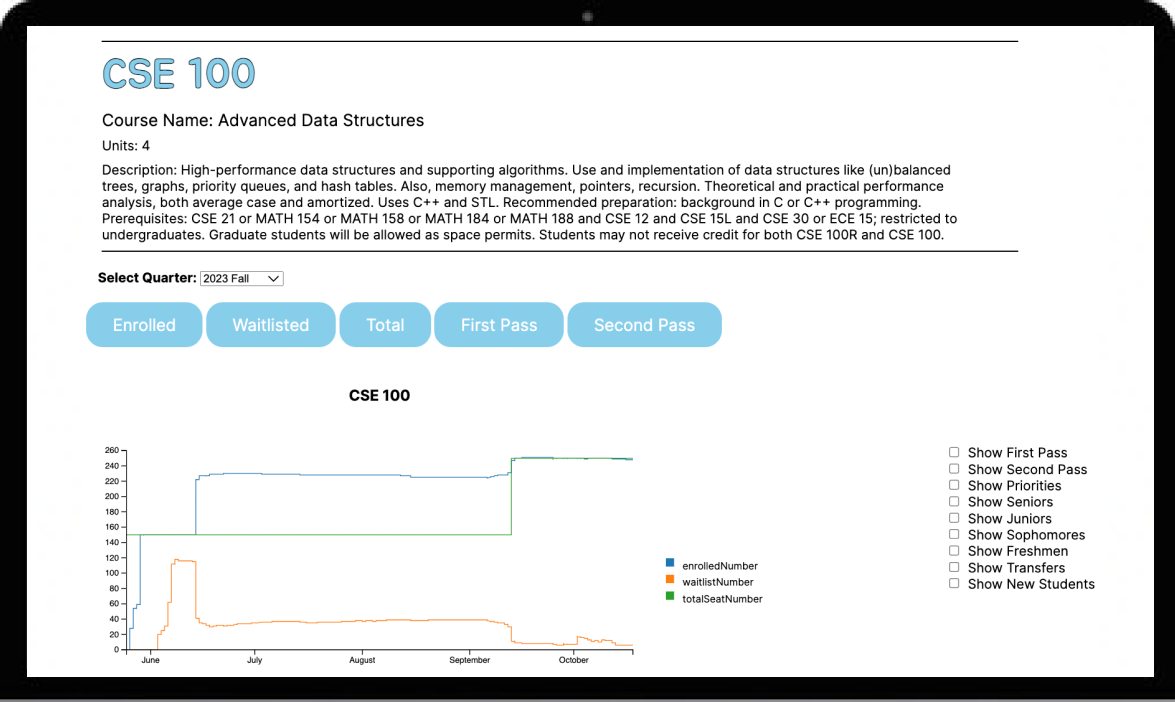 CSE 100
Course Name: Advanced Data Structures
Units: 4
Description: High-performance data structures and supporting algorithms. Use and implementation of data structures like (un)balanced
trees, graphs, priority queues, and hash tables. Also, memory management, pointers, recursion. Theoretical and practical performance
analysis, both average case and amortized. Uses C++ and STL. Recommended preparation: background in C or C++ programming.
Prerequisites: CSE 21 or MATH 154 or MATH 158 or MATH 184 or MATH 188 and CSE 12 and CSE 15L and CSE 30 or ECE 15; restricted to
undergraduates. Graduate students will be allowed as space permits. Students may not receive credit for both CSE 100R and CSE 100.
Select Quarter: 2023 Fall
Enrolled Waitlisted Total First Pass Second Pass
CSE 100
260
240
220
200
180
160
140
120
100
80
60
40
20
0
June July August September October
enrolledNumber
waitlistNumber
totalSeatNumber
Show First Pass
Show Second Pass
Show Priorities
Show Seniors
Show Juniors
Show Sophomores
Show Freshmen
Show Transfers
Show New Students